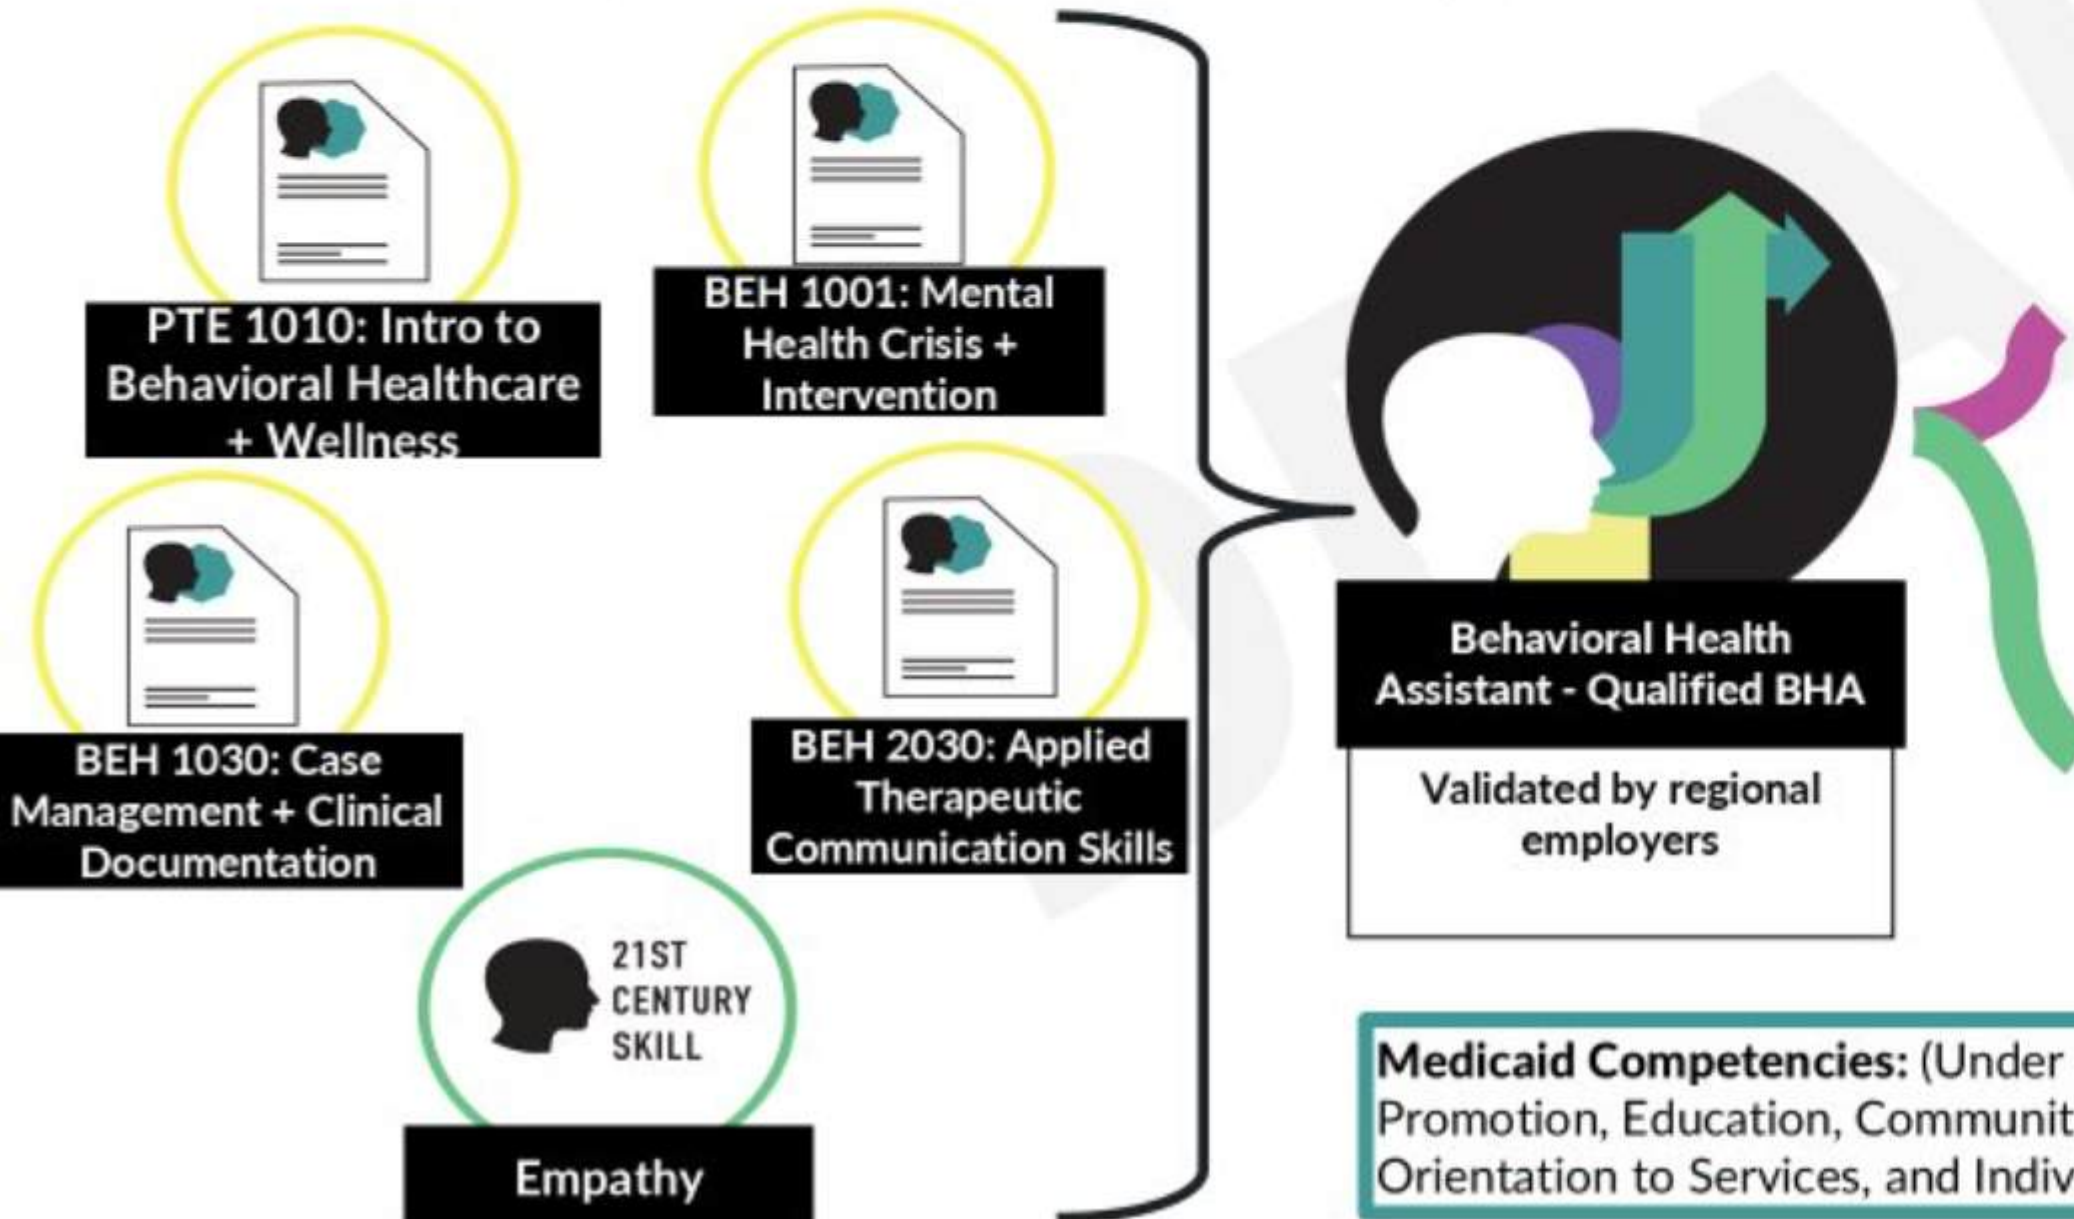 PTE 1010: Intro to
Behavioral Healthcare
+ Wellness
BEH 1001: Mental
Health Crisis +
Intervention
BEH 1030: Case
Management + Clinical
Documentation
BEH 2030: Applied
Therapeutic
Communication Skills
21ST
CENTURY
SKILL
Empathy
Behavioral Health
Assistant - Qualified BHA
Validated by regional
employers
Medicaid Competencies: (Under
Promotion, Education, Communit
Orientation to Services, and Indiv